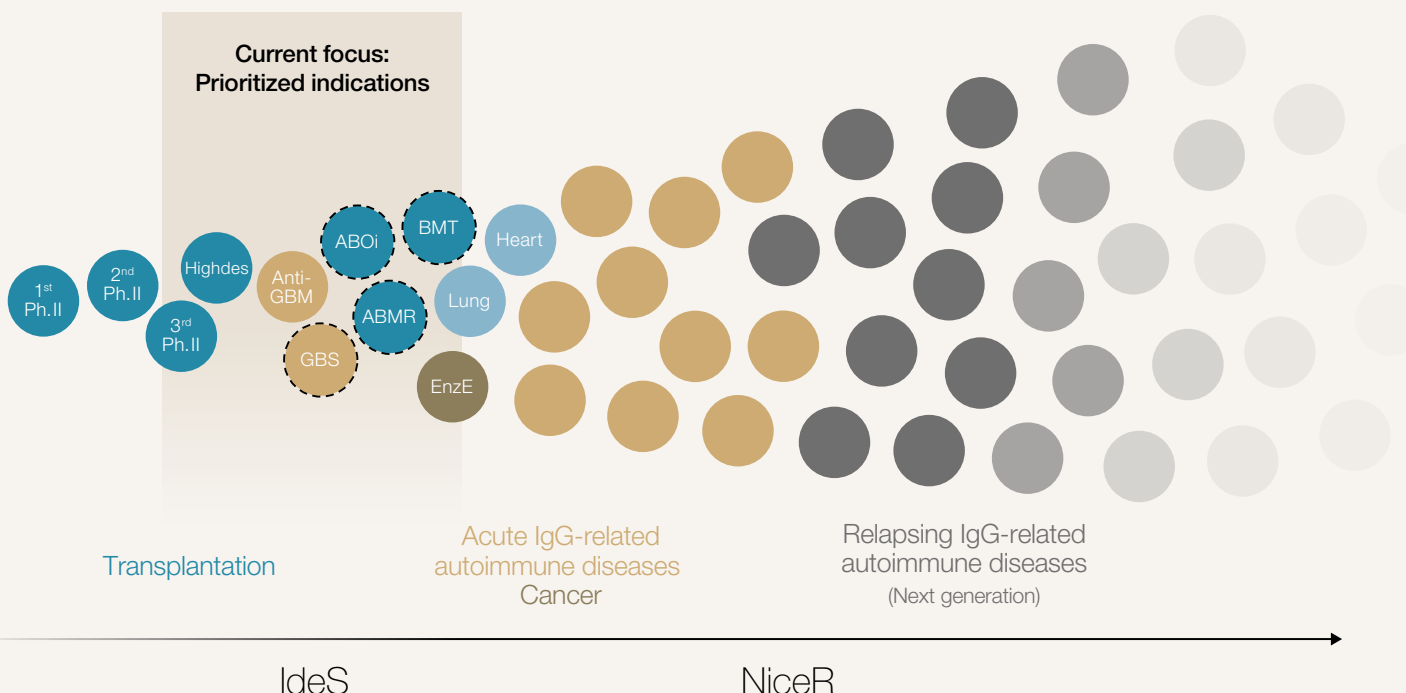 Current focus:
Prioritized indications
1st
Ph.II
2nd
Ph.II
3rd
Ph.II
Highdes
Anti-
GBM
GBS
ABOi
ABMR
BMT
Heart
Lung
EnzE
Transplantation
Acute IgG-related
autoimmune diseases
Cancer
Relapsing IgG-related
autoimmune diseases
(Next generation)
IdeS
NiceR